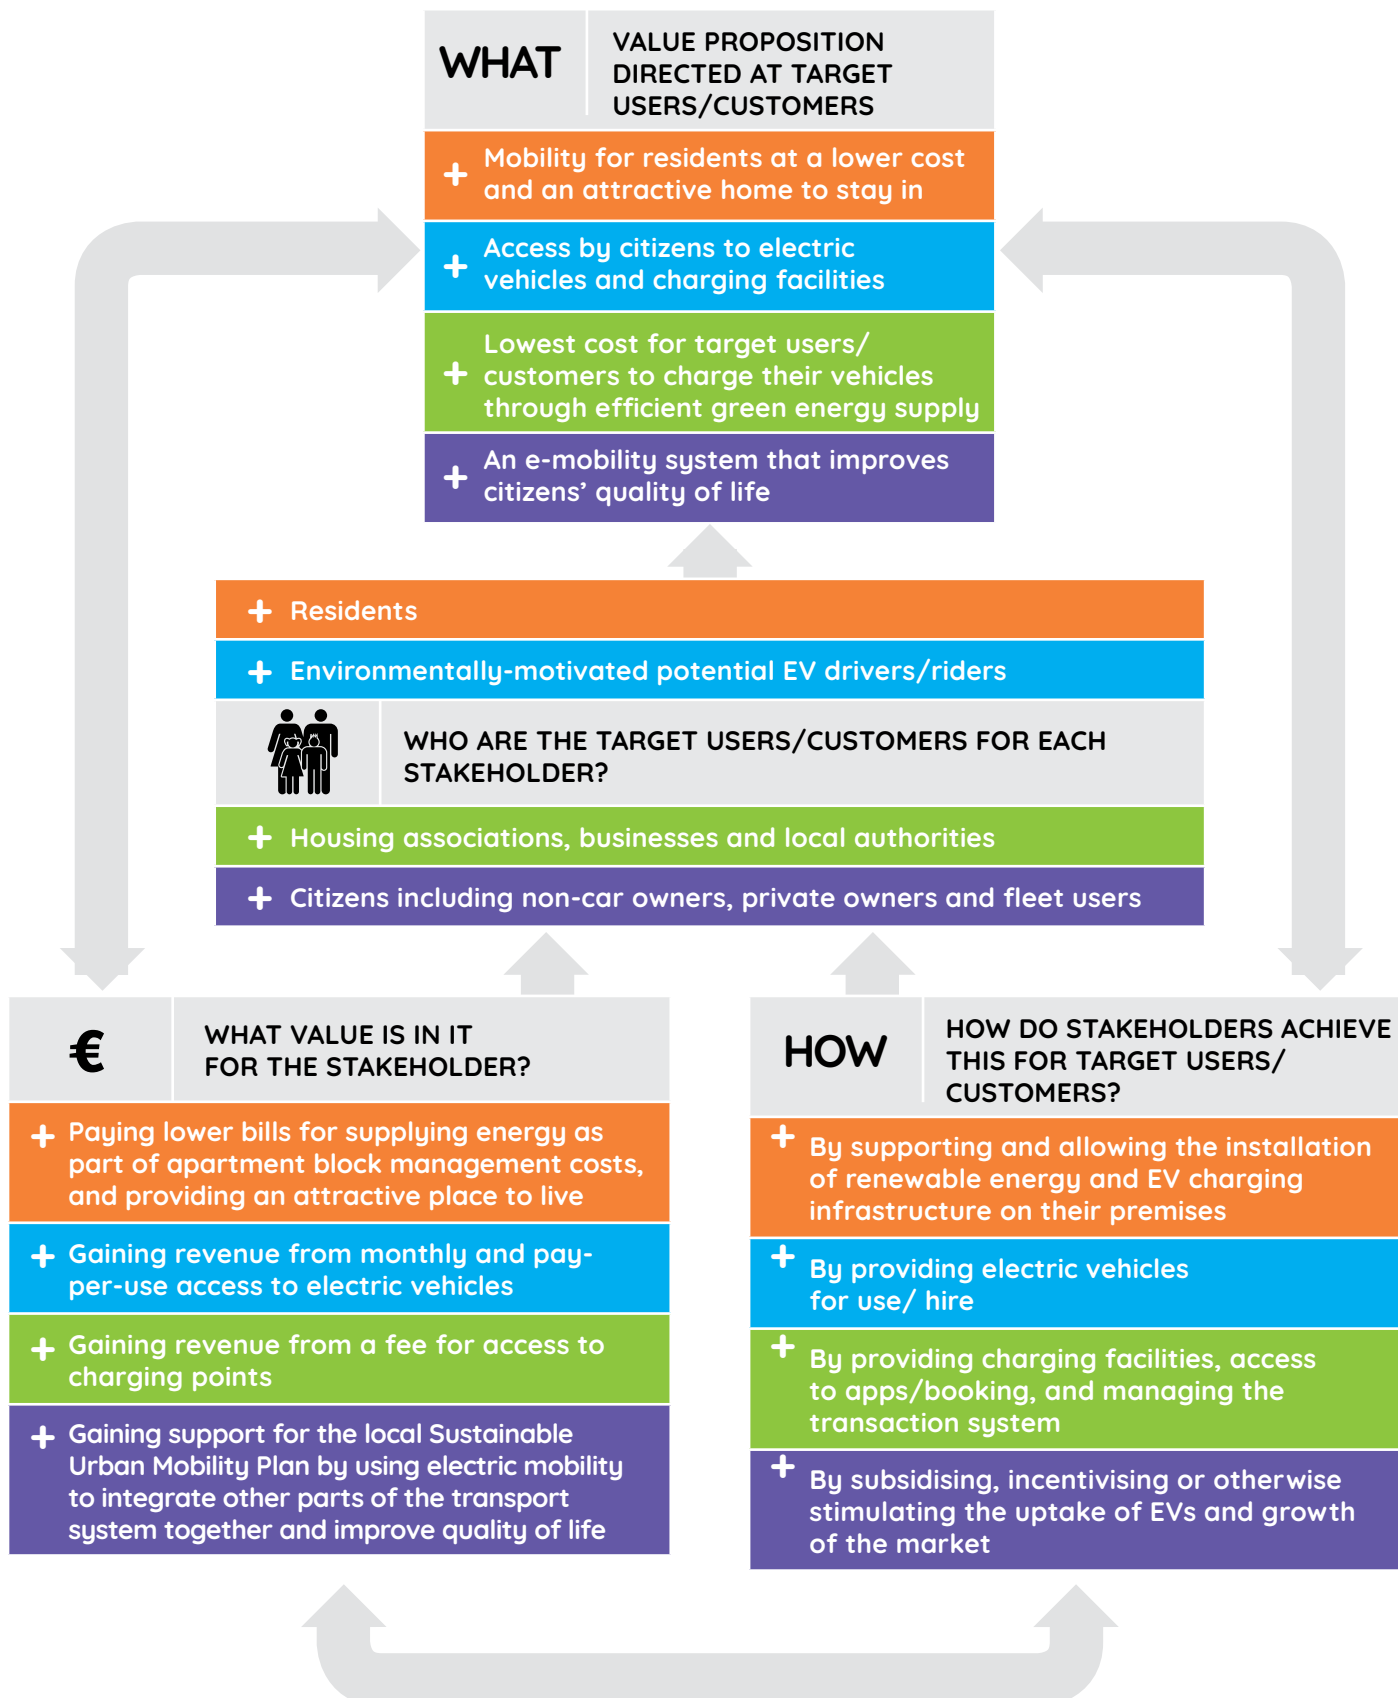 WHAT
VALUE PROPOSITION
DIRECTED AT TARGET
USERS/CUSTOMERS
+ Mobility for residents at a lower cost
and an attractive home to stay in
+ Access by citizens to electric
vehicles and charging facilities
+ Lowest cost for target users/
customers to charge their vehicles
through efficient green energy supply
+ An e-mobility system that improves
citizens’ quality of life
+ Residents
+ Environmentally-motivated potential EV drivers/riders
WHO ARE THE TARGET USERS/CUSTOMERS FOR EACH
STAKEHOLDER?
+ Housing associations, businesses and local authorities
+ Citizens including non-car owners, private owners and fleet users
€
WHAT VALUE IS IN IT
FOR THE STAKEHOLDER?
+ Paying lower bills for supplying energy as
part of apartment block management costs,
and providing an attractive place to live
+ Gaining revenue from monthly and pay-
per-use access to electric vehicles
+ Gaining revenue from a fee for access to
charging points
+ Gaining support for the local Sustainable
Urban Mobility Plan by using electric mobility
to integrate other parts of the transport
system together and improve quality of life
HOW
HOW DO STAKEHOLDERS ACHIEVE
THIS FOR TARGET USERS/
CUSTOMERS?
+ By supporting and allowing the installation
of renewable energy and EV charging
infrastructure on their premises
+ By providing electric vehicles
for use/ hire
+ By providing charging facilities, access
to apps/booking, and managing the
transaction system
+ By subsidising, incentivising or otherwise
stimulating the uptake of EVs and growth
of the market